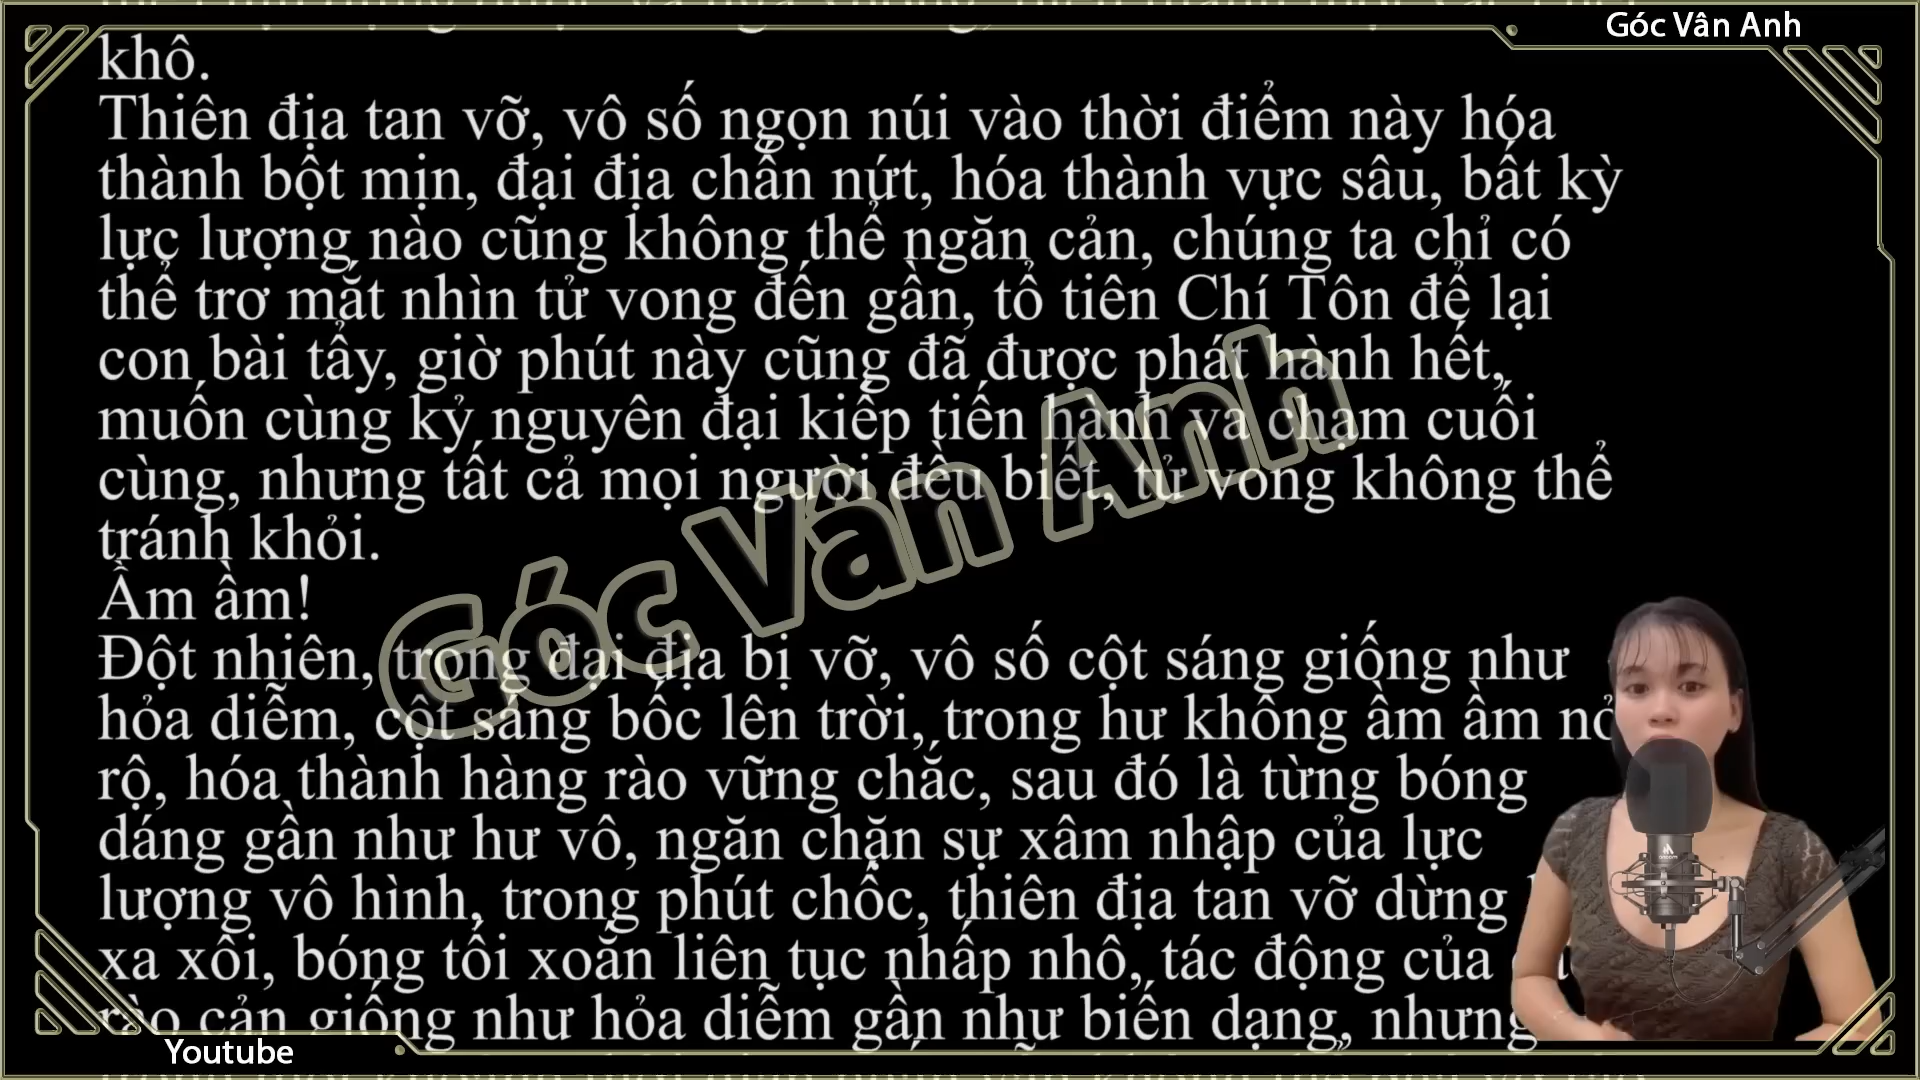 Góc Vân Anh
khô.
Thiên địa tan vỡ, vô số ngọn núi vào thời điểm này hóa
thành bột mịn, đại địa chấn nứt, hóa thành vực sâu, bất kỳ
lực lượng nào cũng không thể ngăn cản, chúng ta chỉ có
thể trơ mắt nhìn tử vong đến gần, tổ tiên Chí Tôn để lại
con bài tẩy, giờ phút này cũng đã được phát hành hết,
muốn cùng kỷ nguyên đại kiếp tiến hành va chạm cuối
cùng, nhưng tất cả mọi người đều biết, tử vong không thể
tránh khỏi.
Ầm ầm!
Đột nhiên, trong đại địa bị vỡ, vô số cột sáng giống như
hỏa diễm, cột sáng bốc lên trời, trong hư không ầm ầm nở
rộ, hóa thành hàng rào vững chắc, sau đó là từng bóng
dáng gần như hư vô, ngăn chặn sự xâm nhập của lực
lượng vô hình, trong phút chốc, thiên địa tan vỡ dừng
xa xôi, bóng tối xoắn liên tục nhấp nhô, tác động của
rào cản giống như hỏa diễm gần như biến dạng, nhưng
Góc Vân Anh
Youtube